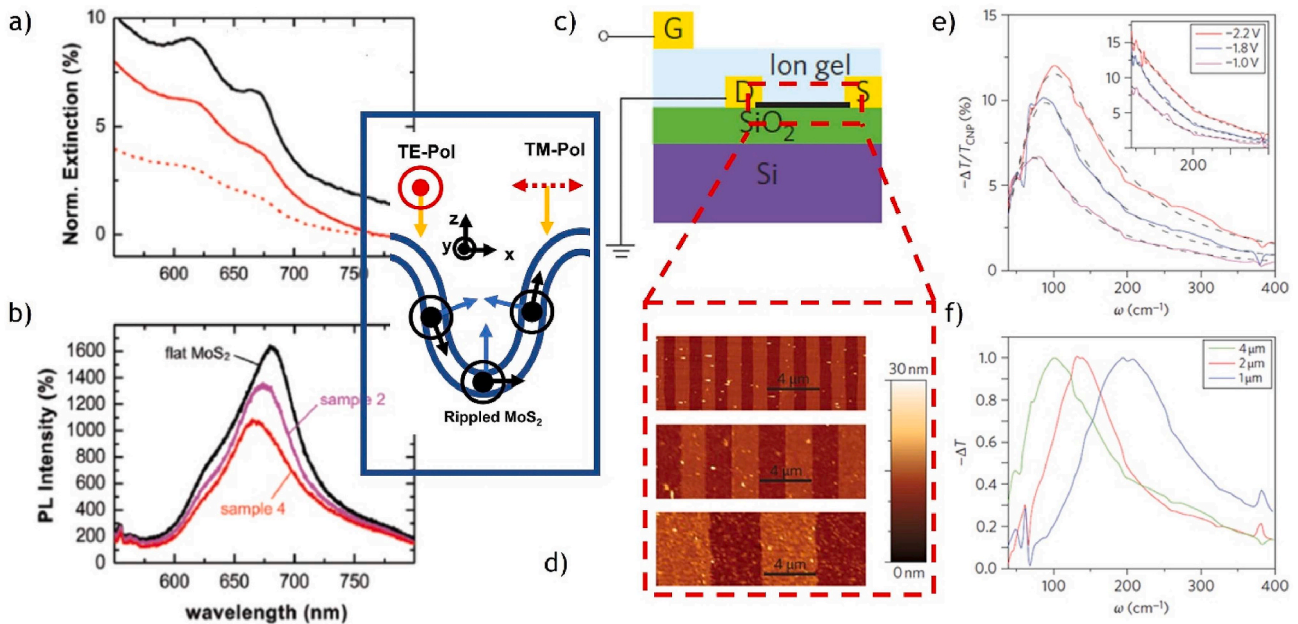 a)
10
5
0
Norm. Extinction (%)
600 650 700 750
TE-Pol TM-Pol
z
y x
Rippled MoS2
b)
1600
1400
1200
1000
800
600
400
200
0
PL Intensity (%)
flat MoS2
sample 2
sample 4
600 650 700 750
wavelength (nm)
c)
G
Ion gel
D S
SiO2
Si
d)
4 μm
4 μm
4 μm
30 nm
0 nm
e)
15
10
5
0
−ΔT/TCNP (%)
−2.2 V
−1.8 V
−1.0 V
15
10
5
200
100 200 300 400
ω (cm−1)
f)
1.0
0.8
0.6
0.4
0.2
0
−ΔT
4 μm
2 μm
1 μm
100 200 300 400
ω (cm−1)